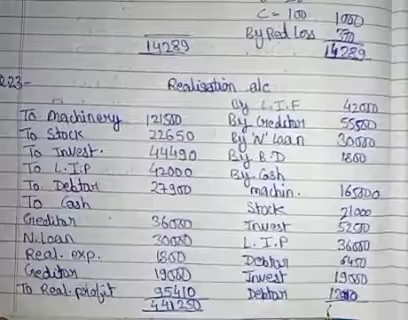 C = 100 1000
By Real Loss 390
14289 14289
Q23- Realisation a/c
To Machinery 121500 By L.I.F 42000
To Stock 22650 By Creditor 55500
To Invest. 44490 By 'N' Loan 30000
To L.I.P 42000 By B.D 1800
To Debtor 27900 By Cash
To Cash machin. 165000
Creditor 36000 Stock 21000
N.Loan 30000 Invest
Real. exp. 1800 L.I.P 36000
Creditor 19000 Debtor 6450
To Real. profit 95410 Invest 19000
441250 Debtor